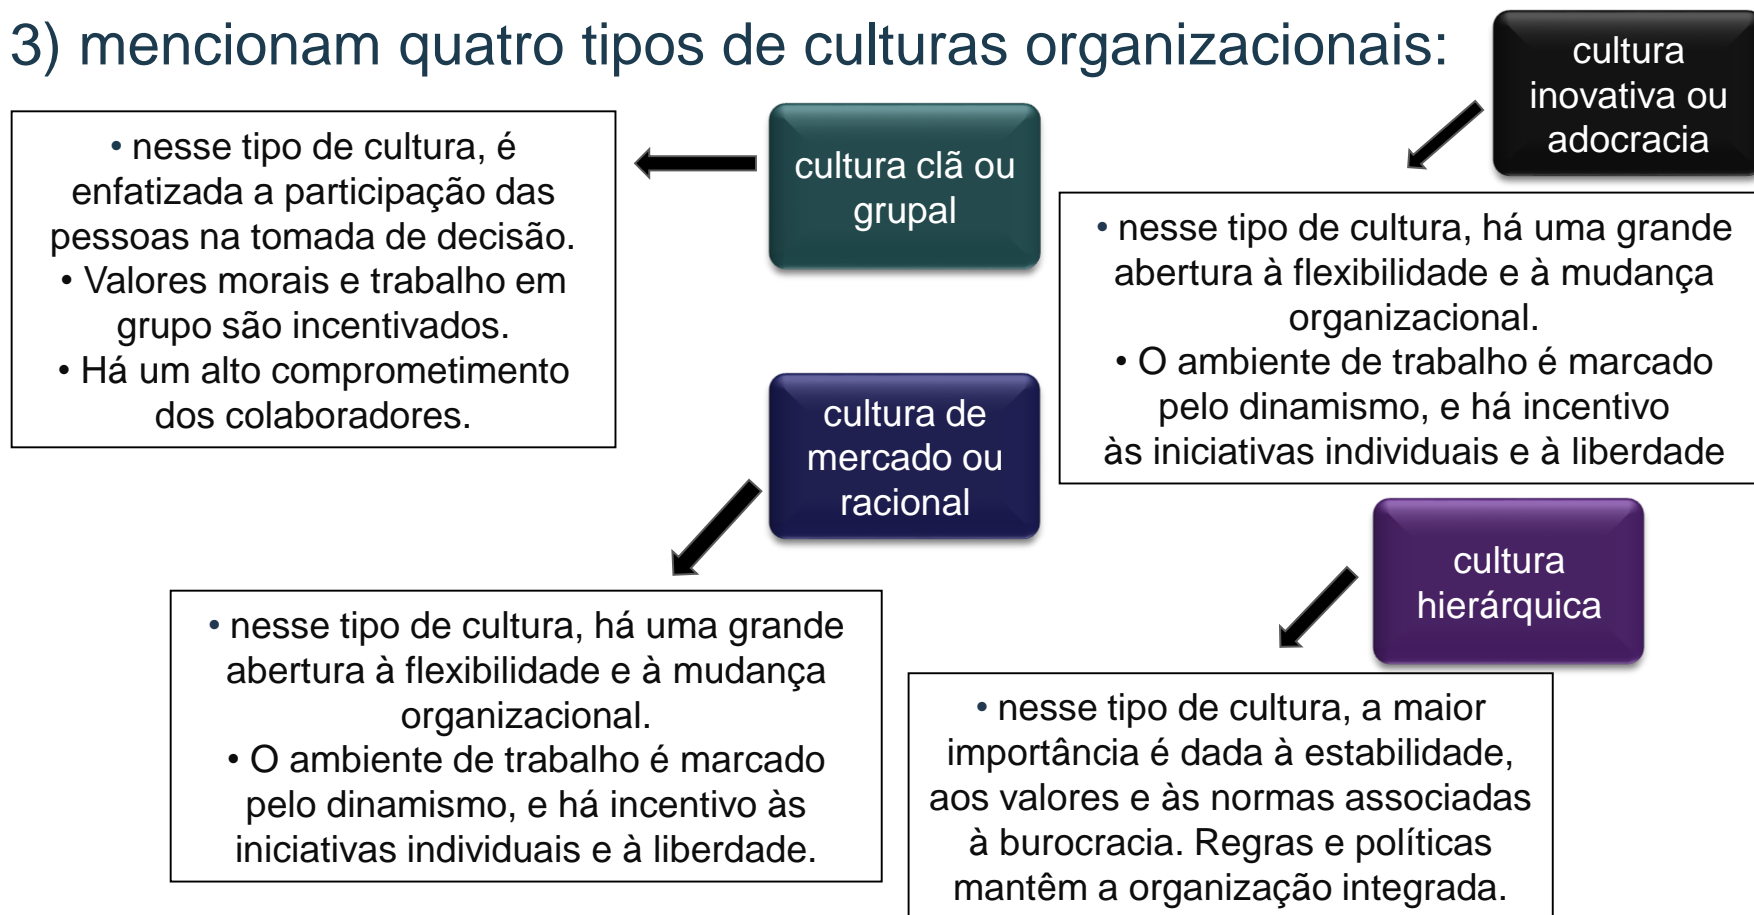 3) mencionam quatro tipos de culturas organizacionais:
cultura
inovativa ou
adocracia
• nesse tipo de cultura, é
enfatizada a participação das
pessoas na tomada de decisão.
• Valores morais e trabalho em
grupo são incentivados.
• Há um alto comprometimento
dos colaboradores.
cultura clã ou
grupal
• nesse tipo de cultura, há uma grande
abertura à flexibilidade e à mudança
organizacional.
• O ambiente de trabalho é marcado
pelo dinamismo, e há incentivo
às iniciativas individuais e à liberdade
cultura de
mercado ou
racional
cultura
hierárquica
• nesse tipo de cultura, há uma grande
abertura à flexibilidade e à mudança
organizacional.
• O ambiente de trabalho é marcado
pelo dinamismo, e há incentivo às
iniciativas individuais e à liberdade.
• nesse tipo de cultura, a maior
importância é dada à estabilidade,
aos valores e às normas associadas
à burocracia. Regras e políticas
mantêm a organização integrada.